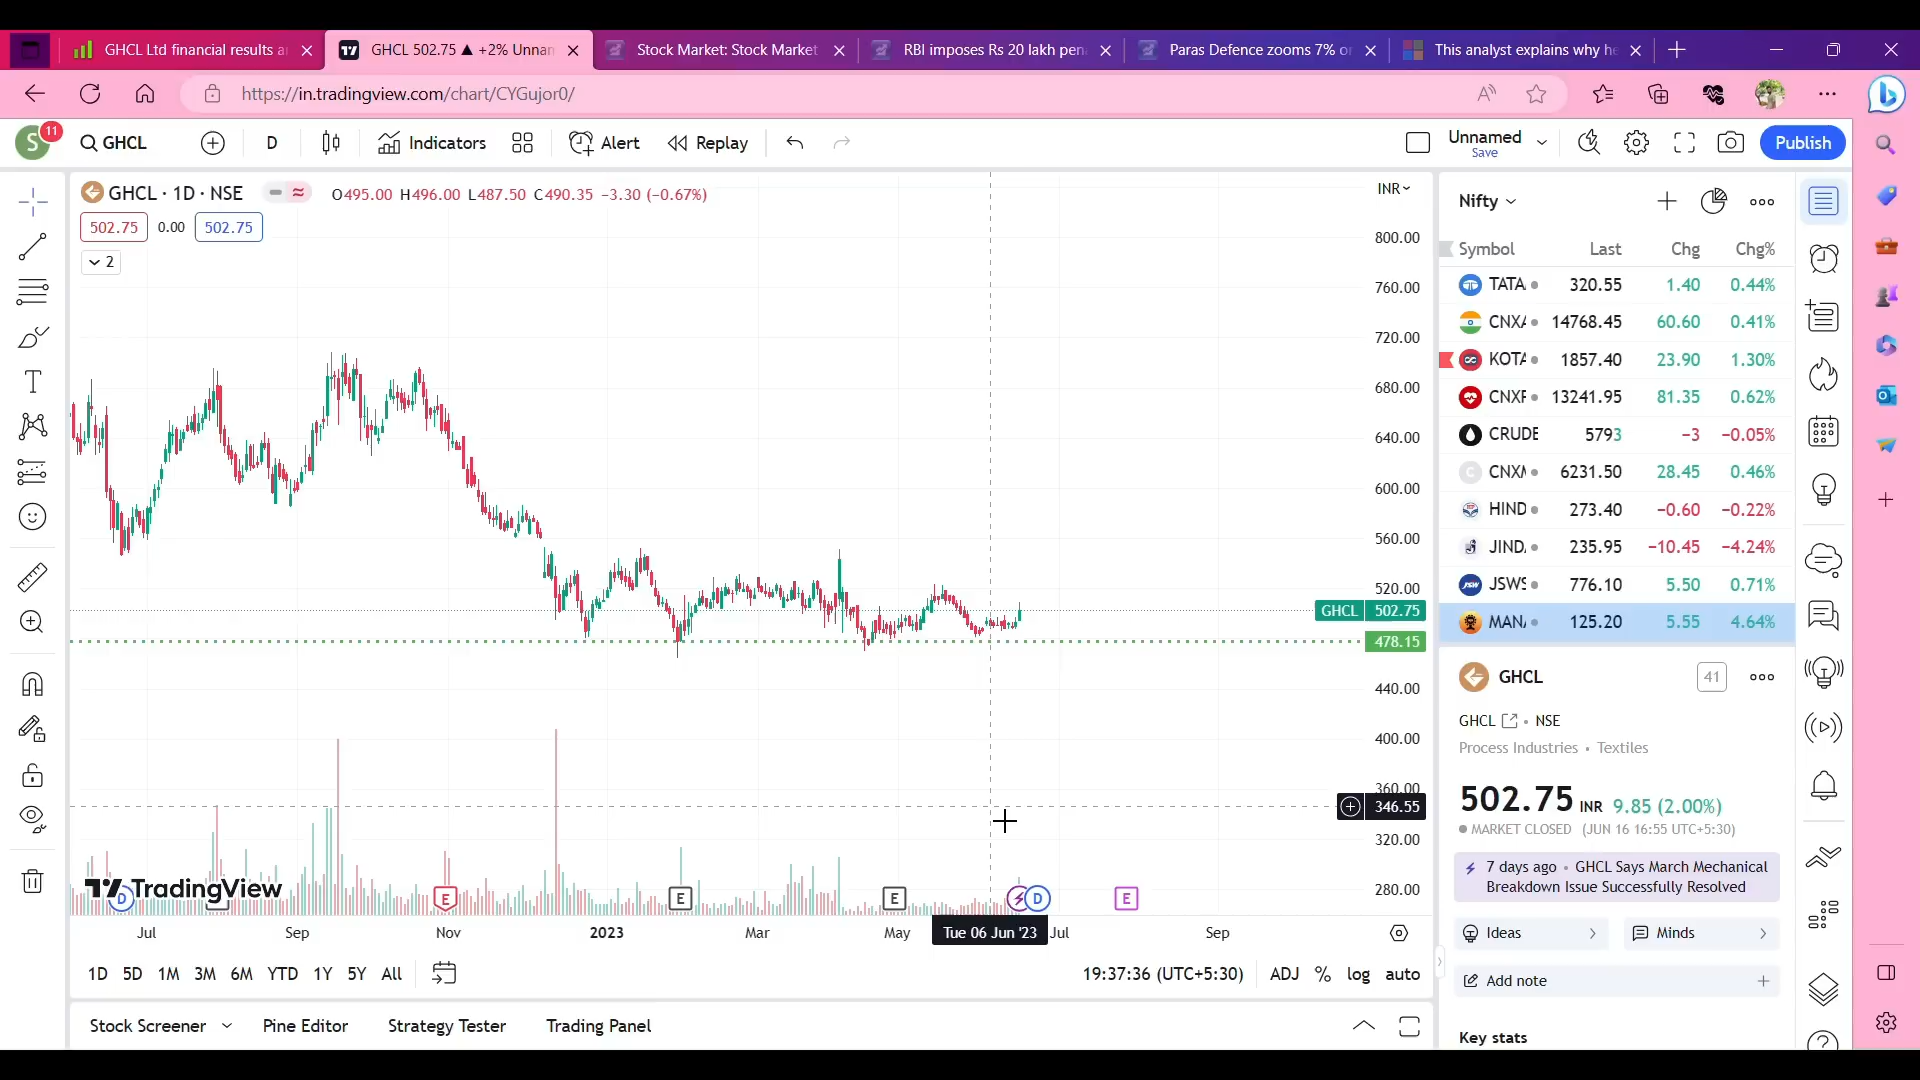 GHCL Ltd financial results a
GHCL 502.75 ▲ +2% Unnan
Stock Market: Stock Market
RBI imposes Rs 20 lakh pen
Paras Defence zooms 7% or
This analyst explains why he
https://in.tradingview.com/chart/CYGujor0/
S
11
GHCL
D
Indicators
Alert
Replay
Unnamed
Save
Publish
GHCL · 1D · NSE
O495.00 H496.00 L487.50 C490.35 −3.30 (−0.67%)
INR
502.75 0.00 502.75
2
800.00
760.00
720.00
680.00
640.00
600.00
560.00
520.00
GHCL 502.75
478.15
440.00
400.00
360.00
346.55
320.00
280.00
TradingView
D
E
E
E
D
E
Jul
Sep
Nov
2023
Mar
May
Tue 06 Jun '23
Jul
Sep
1D 5D 1M 3M 6M YTD 1Y 5Y All
19:37:36 (UTC+5:30)
ADJ % log auto
Stock Screener
Pine Editor
Strategy Tester
Trading Panel
Nifty
Symbol Last Chg Chg%
TATA 320.55 1.40 0.44%
CNXA 14768.45 60.60 0.41%
KOTA 1857.40 23.90 1.30%
CNXF 13241.95 81.35 0.62%
CRUDE 5793 −3 −0.05%
CNXM 6231.50 28.45 0.46%
HIND 273.40 −0.60 −0.22%
JIND 235.95 −10.45 −4.24%
JSWS 776.10 5.50 0.71%
MANA 125.20 5.55 4.64%
GHCL
41
GHCL · NSE
Process Industries • Textiles
502.75 INR 9.85 (2.00%)
MARKET CLOSED (JUN 16 16:55 UTC+5:30)
7 days ago • GHCL Says March Mechanical
Breakdown Issue Successfully Resolved
Ideas
Minds
Add note
Key stats